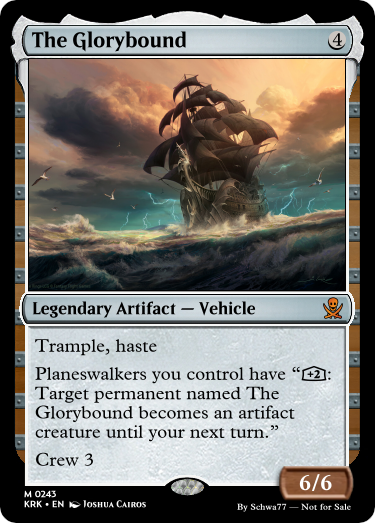 The Glorybound 4
Legendary Artifact — Vehicle
Trample, haste
Planeswalkers you control have “+2:
Target permanent named The
Glorybound becomes an artifact
creature until your next turn.”
Crew 3
6/6
M 0243
KRK • EN Joshua Cairos
By Schwa77 — Not for Sale